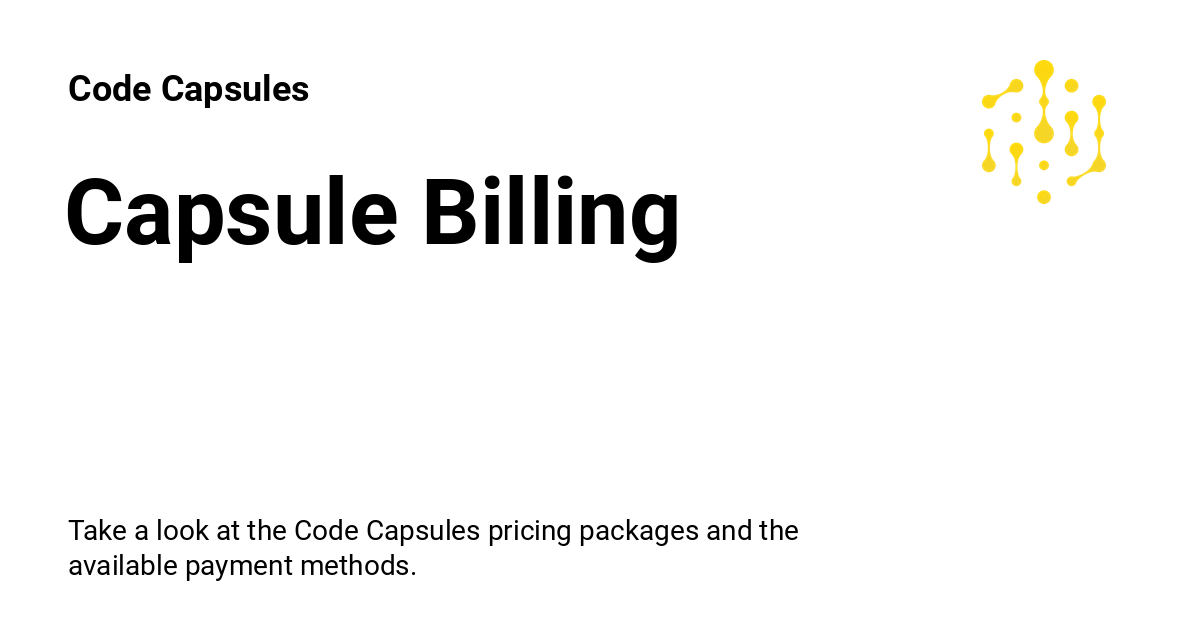 Code Capsules
Capsule Billing
Take a look at the Code Capsules pricing packages and the
available payment methods.